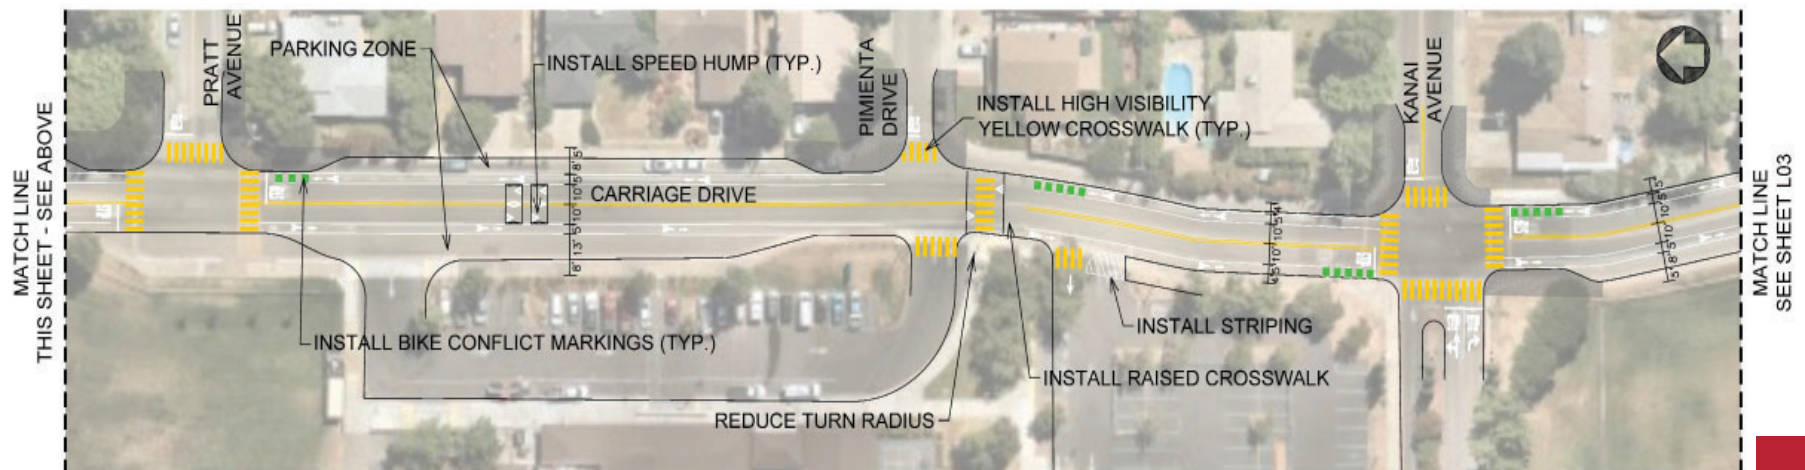 MATCH LINE
THIS SHEET - SEE ABOVE
PRATT
AVENUE
PARKING ZONE
INSTALL SPEED HUMP (TYP.)
PIMIENTA
DRIVE
INSTALL HIGH VISIBILITY
YELLOW CROSSWALK (TYP.)
KANAI
AVENUE
CARRIAGE DRIVE
INSTALL BIKE CONFLICT MARKINGS (TYP.)
INSTALL STRIPING
INSTALL RAISED CROSSWALK
REDUCE TURN RADIUS
MATCH LINE
SEE SHEET L03